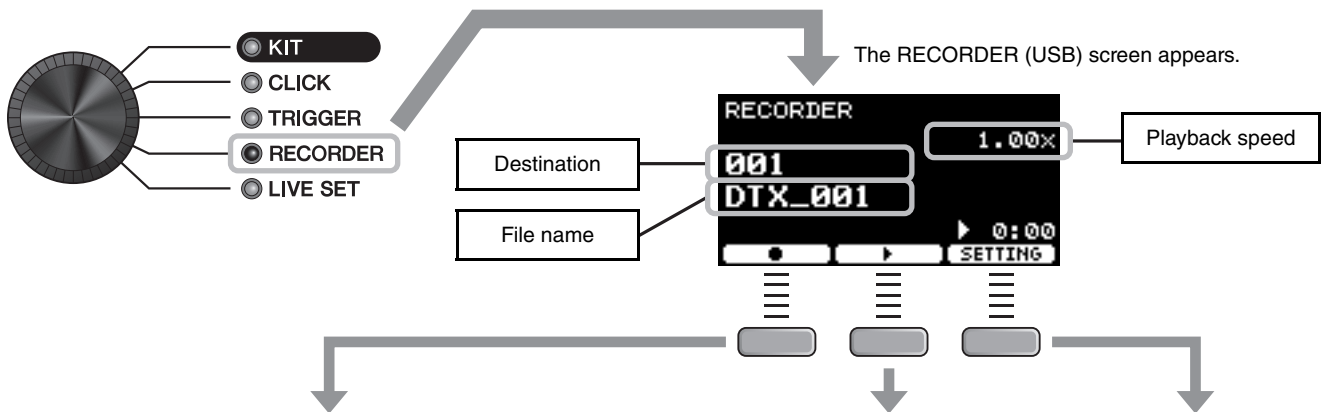 KIT
CLICK
TRIGGER
RECORDER
LIVE SET
The RECORDER (USB) screen appears.
RECORDER
1.00x
Playback speed
Destination
001
File name
DTX_001
0:00
SETTING